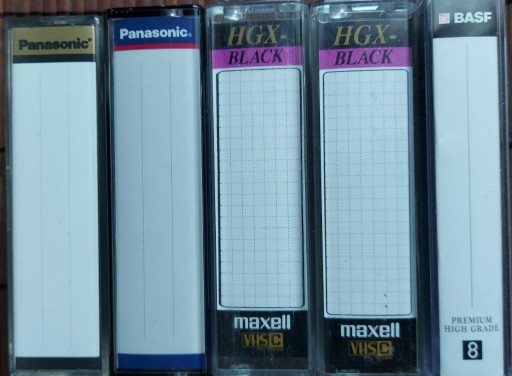 Panasonic
Panasonic
HGX-
BLACK
maxell
VHS C
HGX-
BLACK
maxell
VHS C
BASF
PREMIUM
HIGH GRADE
8